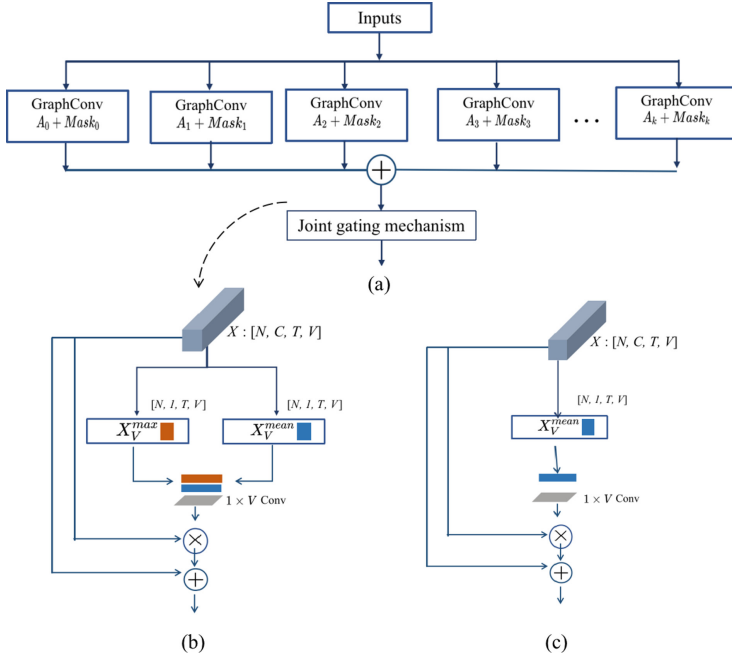 Inputs
GraphConv
A₀ + Mask₀
GraphConv
A₁ + Mask₁
GraphConv
A₂ + Mask₂
GraphConv
A₃ + Mask₃
...
GraphConv
Aₖ + Maskₖ
+
Joint gating mechanism
(a)
X : [N, C, T, V]
[N, 1, T, V]
[N, 1, T, V]
X_V^{max}
X_V^{mean}
1 × V Conv
×
+
(b)
X : [N, C, T, V]
[N, 1, T, V]
X_V^{mean}
1 × V Conv
×
+
(c)